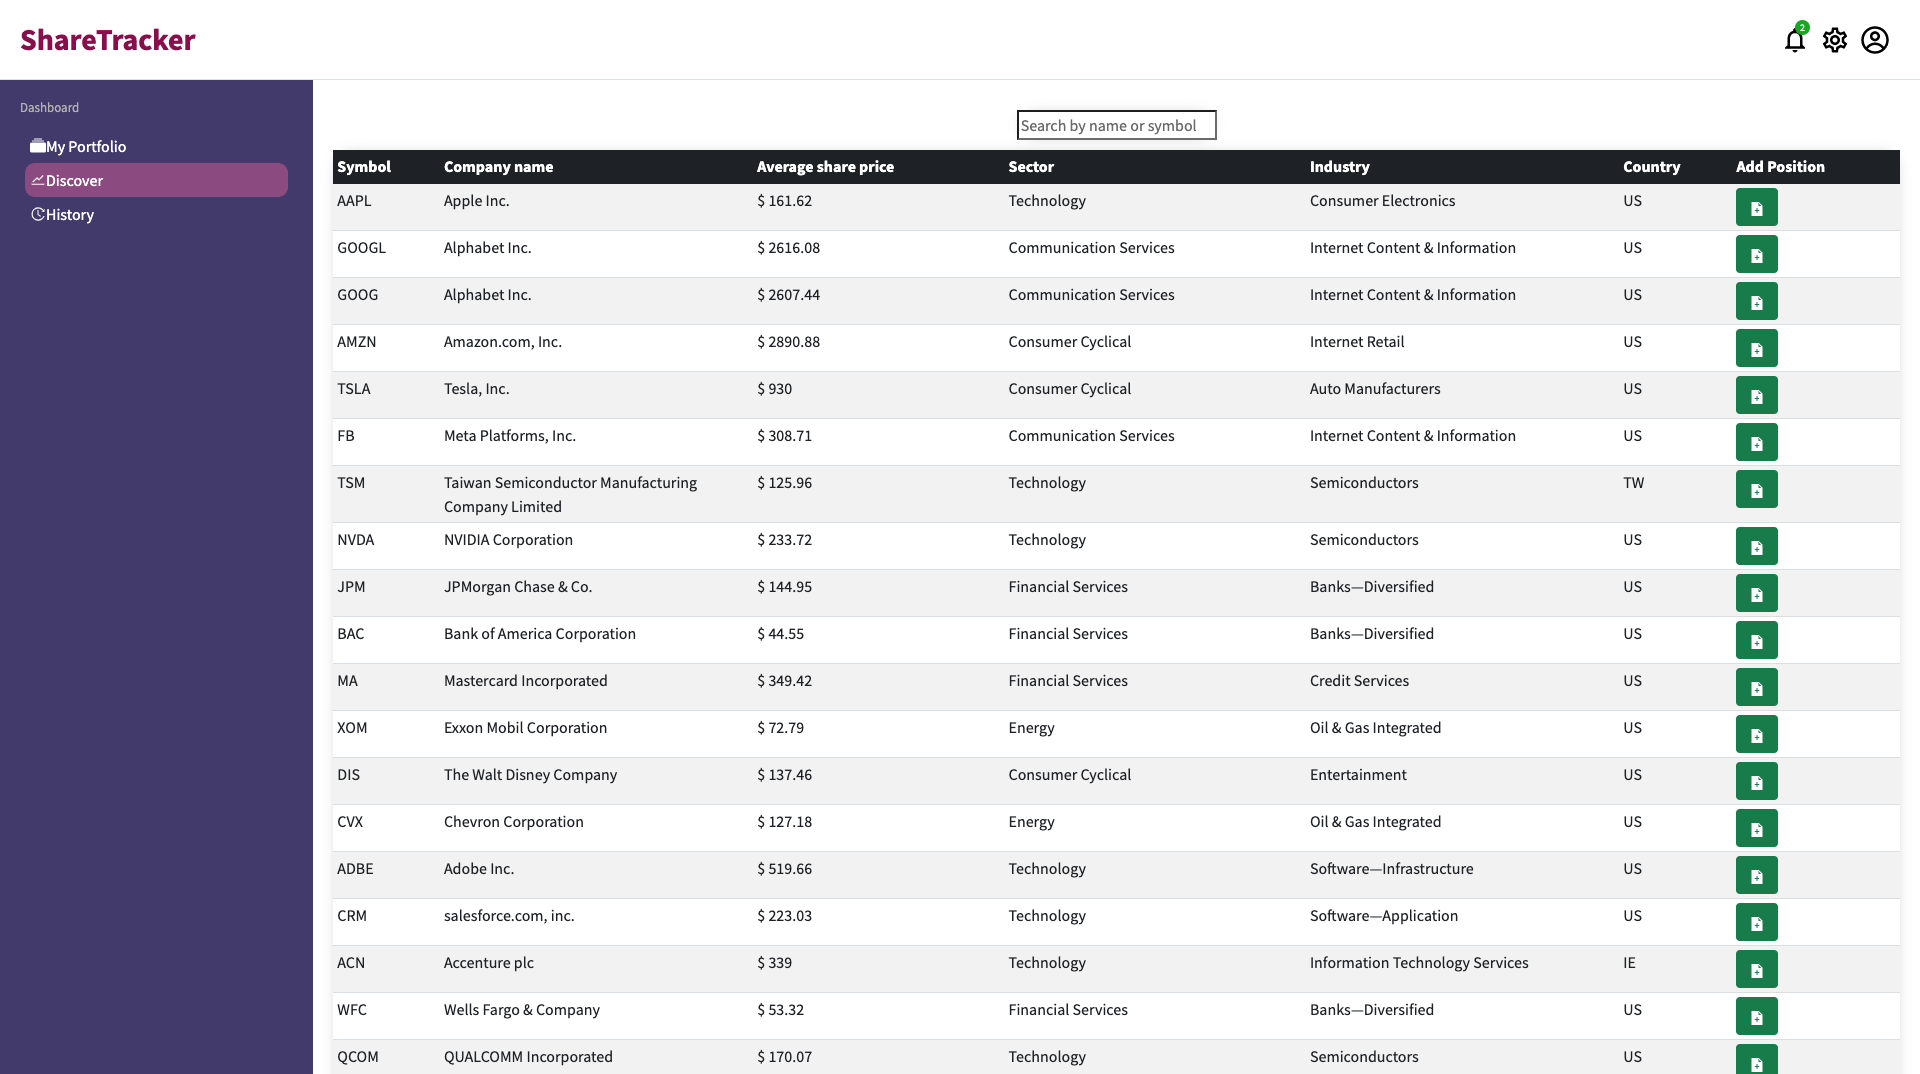 ShareTracker
2
Dashboard
My Portfolio
Discover
History
Search by name or symbol
Symbol Company name Average share price Sector Industry Country Add Position
AAPL Apple Inc. $ 161.62 Technology Consumer Electronics US
GOOGL Alphabet Inc. $ 2616.08 Communication Services Internet Content & Information US
GOOG Alphabet Inc. $ 2607.44 Communication Services Internet Content & Information US
AMZN Amazon.com, Inc. $ 2890.88 Consumer Cyclical Internet Retail US
TSLA Tesla, Inc. $ 930 Consumer Cyclical Auto Manufacturers US
FB Meta Platforms, Inc. $ 308.71 Communication Services Internet Content & Information US
TSM Taiwan Semiconductor Manufacturing $ 125.96 Technology Semiconductors TW
Company Limited
NVDA NVIDIA Corporation $ 233.72 Technology Semiconductors US
JPM JPMorgan Chase & Co. $ 144.95 Financial Services Banks—Diversified US
BAC Bank of America Corporation $ 44.55 Financial Services Banks—Diversified US
MA Mastercard Incorporated $ 349.42 Financial Services Credit Services US
XOM Exxon Mobil Corporation $ 72.79 Energy Oil & Gas Integrated US
DIS The Walt Disney Company $ 137.46 Consumer Cyclical Entertainment US
CVX Chevron Corporation $ 127.18 Energy Oil & Gas Integrated US
ADBE Adobe Inc. $ 519.66 Technology Software—Infrastructure US
CRM salesforce.com, inc. $ 223.03 Technology Software—Application US
ACN Accenture plc $ 339 Technology Information Technology Services IE
WFC Wells Fargo & Company $ 53.32 Financial Services Banks—Diversified US
QCOM QUALCOMM Incorporated $ 170.07 Technology Semiconductors US